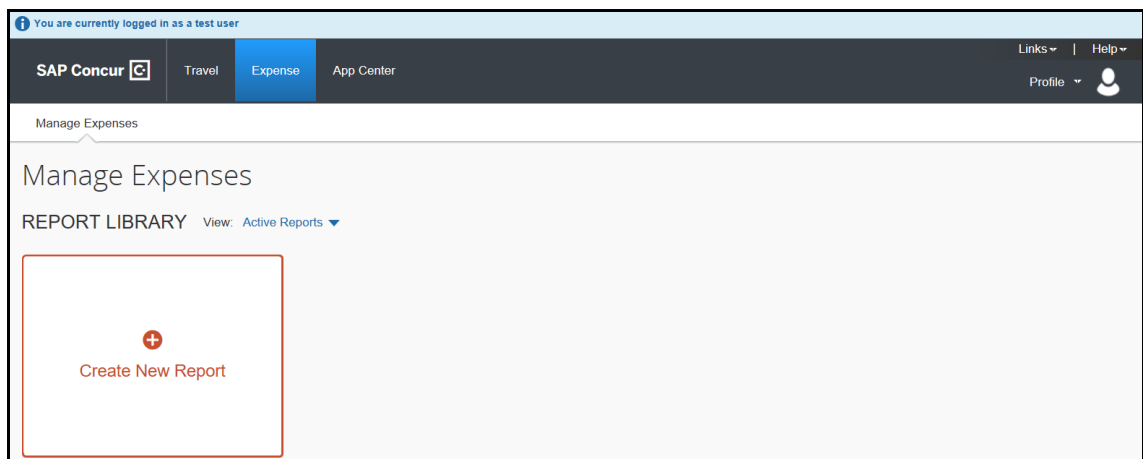 You are currently logged in as a test user
Links | Help
SAP Concur C Travel Expense App Center
Profile
Manage Expenses
Manage Expenses
REPORT LIBRARY View: Active Reports
Create New Report